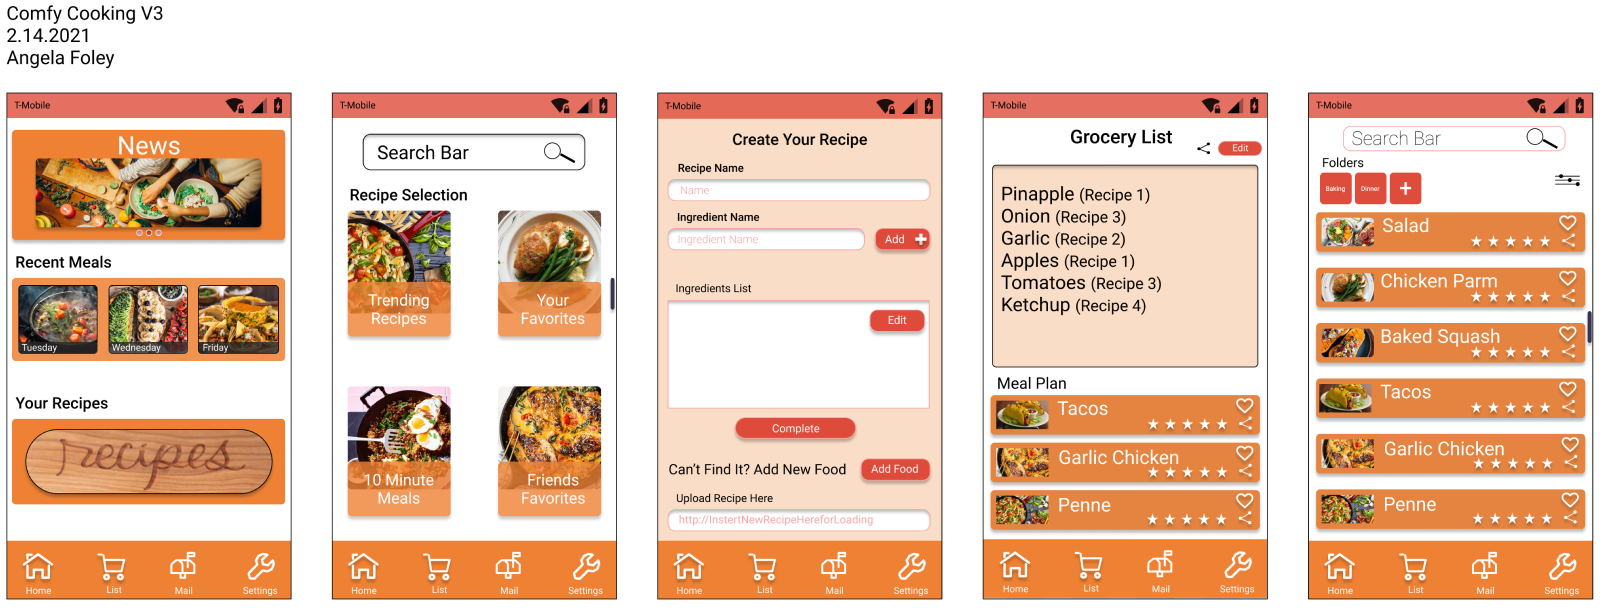 Comfy Cooking V3
2.14.2021
Angela Foley
T-Mobile
News
Recent Meals
Tuesday
Wednesday
Friday
Your Recipes
recipes
Home
List
Mail
Settings
T-Mobile
Search Bar
Recipe Selection
Trending
Recipes
Your
Favorites
10 Minute
Meals
Friends
Favorites
Home
List
Mail
Settings
T-Mobile
Create Your Recipe
Recipe Name
Name
Ingredient Name
Ingredient Name
Add
Ingredients List
Edit
Complete
Can't Find It? Add New Food
Add Food
Upload Recipe Here
http://InstertNewRecipeHereforLoading
Home
List
Mail
Settings
T-Mobile
Grocery List
Edit
Pinapple (Recipe 1)
Onion (Recipe 3)
Garlic (Recipe 2)
Apples (Recipe 1)
Tomatoes (Recipe 3)
Ketchup (Recipe 4)
Meal Plan
Tacos
Garlic Chicken
Penne
Home
List
Mail
Settings
T-Mobile
Search Bar
Folders
Baking
Dinner
Salad
Chicken Parm
Baked Squash
Tacos
Garlic Chicken
Penne
Home
List
Mail
Settings